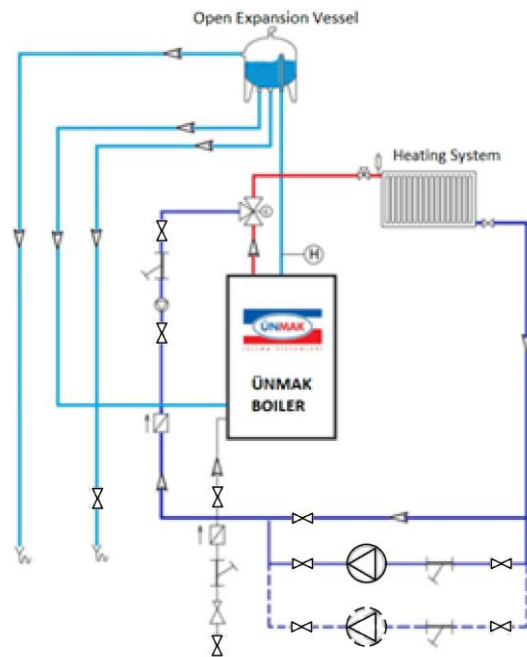 Open Expansion Vessel
Heating System
H
ÜNMAK
ÜNMAK
BOILER